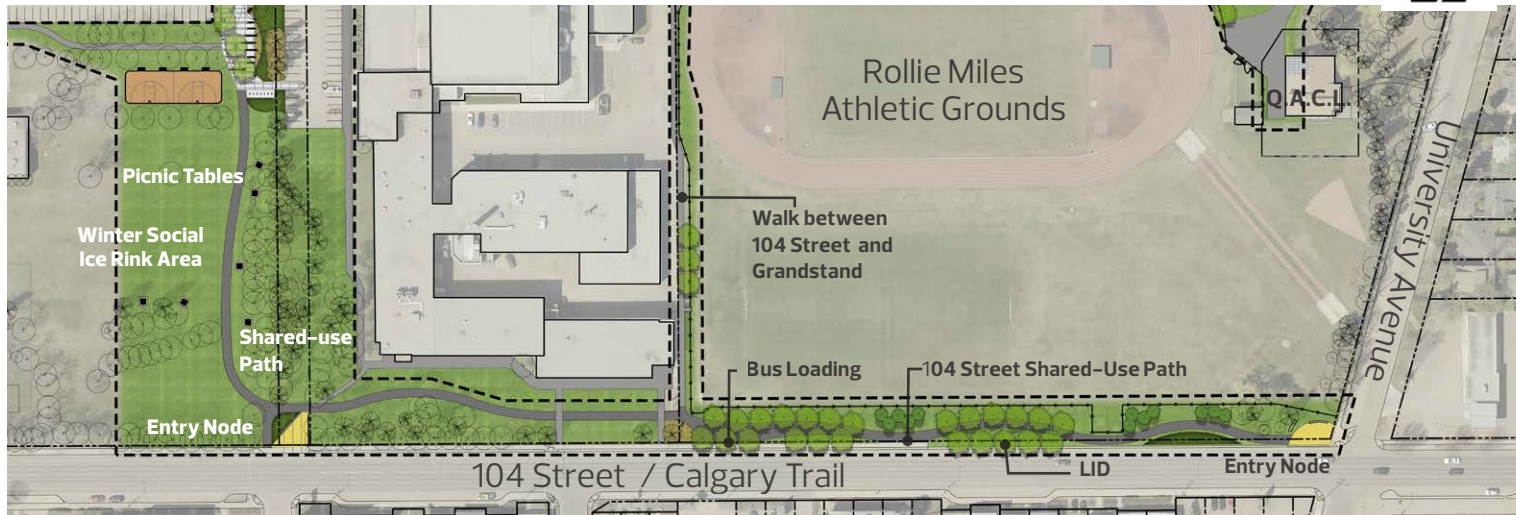 Rollie Miles
Athletic Grounds
Q.A.C.L.
University Avenue
Picnic Tables
Winter Social
Ice Rink Area
Walk between
104 Street and
Grandstand
Shared-use
Path
Bus Loading
104 Street Shared-Use Path
Entry Node
LID
Entry Node
104 Street / Calgary Trail